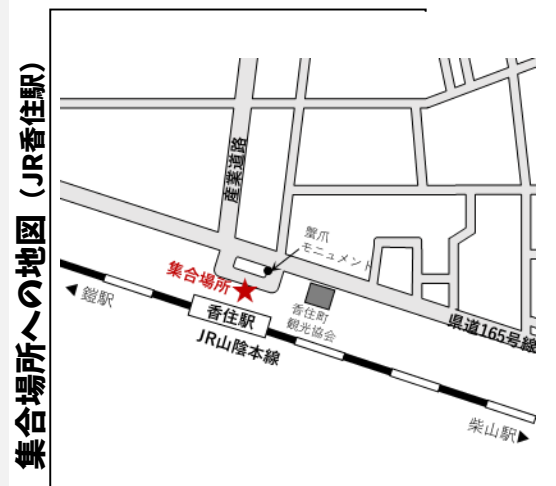 集合場所への地図（JR香住駅）
産業道路
蟹爪
モニュメント
集合場所
香住町
観光協会
香住駅
JR山陰本線
県道165号線
◀鎧駅
柴山駅▶